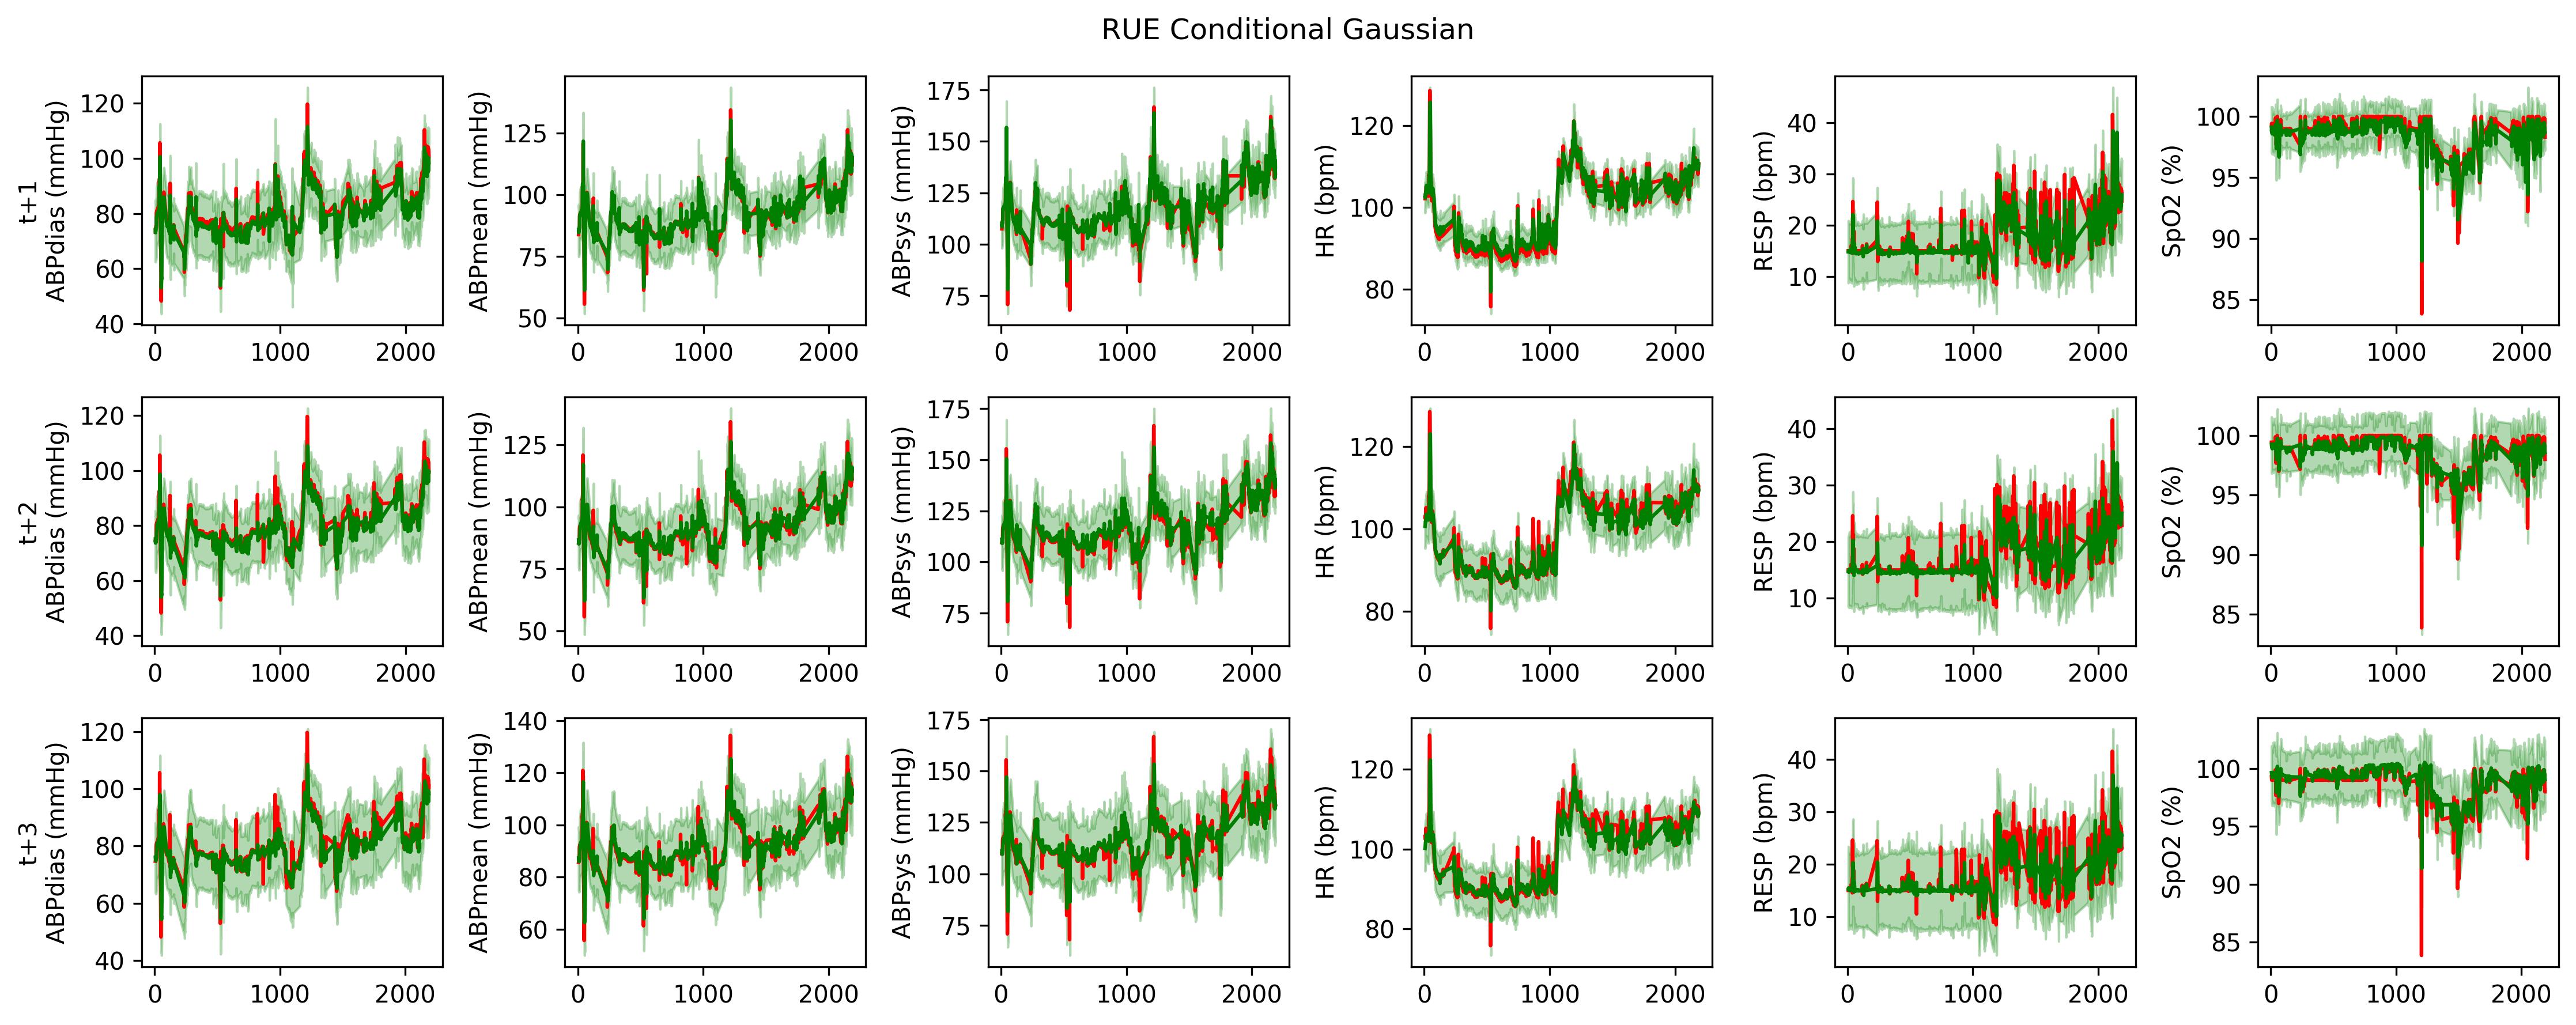 RUE Conditional Gaussian
t+1
ABPdias (mmHg)
120
100
80
60
40
0 1000 2000
ABPmean (mmHg)
125
100
75
50
0 1000 2000
ABPsys (mmHg)
175
150
125
100
75
0 1000 2000
HR (bpm)
120
100
80
0 1000 2000
RESP (bpm)
40
30
20
10
0 1000 2000
SpO2 (%)
100
95
90
85
0 1000 2000
t+2
ABPdias (mmHg)
120
100
80
60
40
0 1000 2000
ABPmean (mmHg)
125
100
75
50
0 1000 2000
ABPsys (mmHg)
175
150
125
100
75
0 1000 2000
HR (bpm)
120
100
80
0 1000 2000
RESP (bpm)
40
30
20
10
0 1000 2000
SpO2 (%)
100
95
90
85
0 1000 2000
t+3
ABPdias (mmHg)
120
100
80
60
40
0 1000 2000
ABPmean (mmHg)
140
120
100
80
60
0 1000 2000
ABPsys (mmHg)
175
150
125
100
75
0 1000 2000
HR (bpm)
120
100
80
0 1000 2000
RESP (bpm)
40
30
20
10
0 1000 2000
SpO2 (%)
100
95
90
85
0 1000 2000